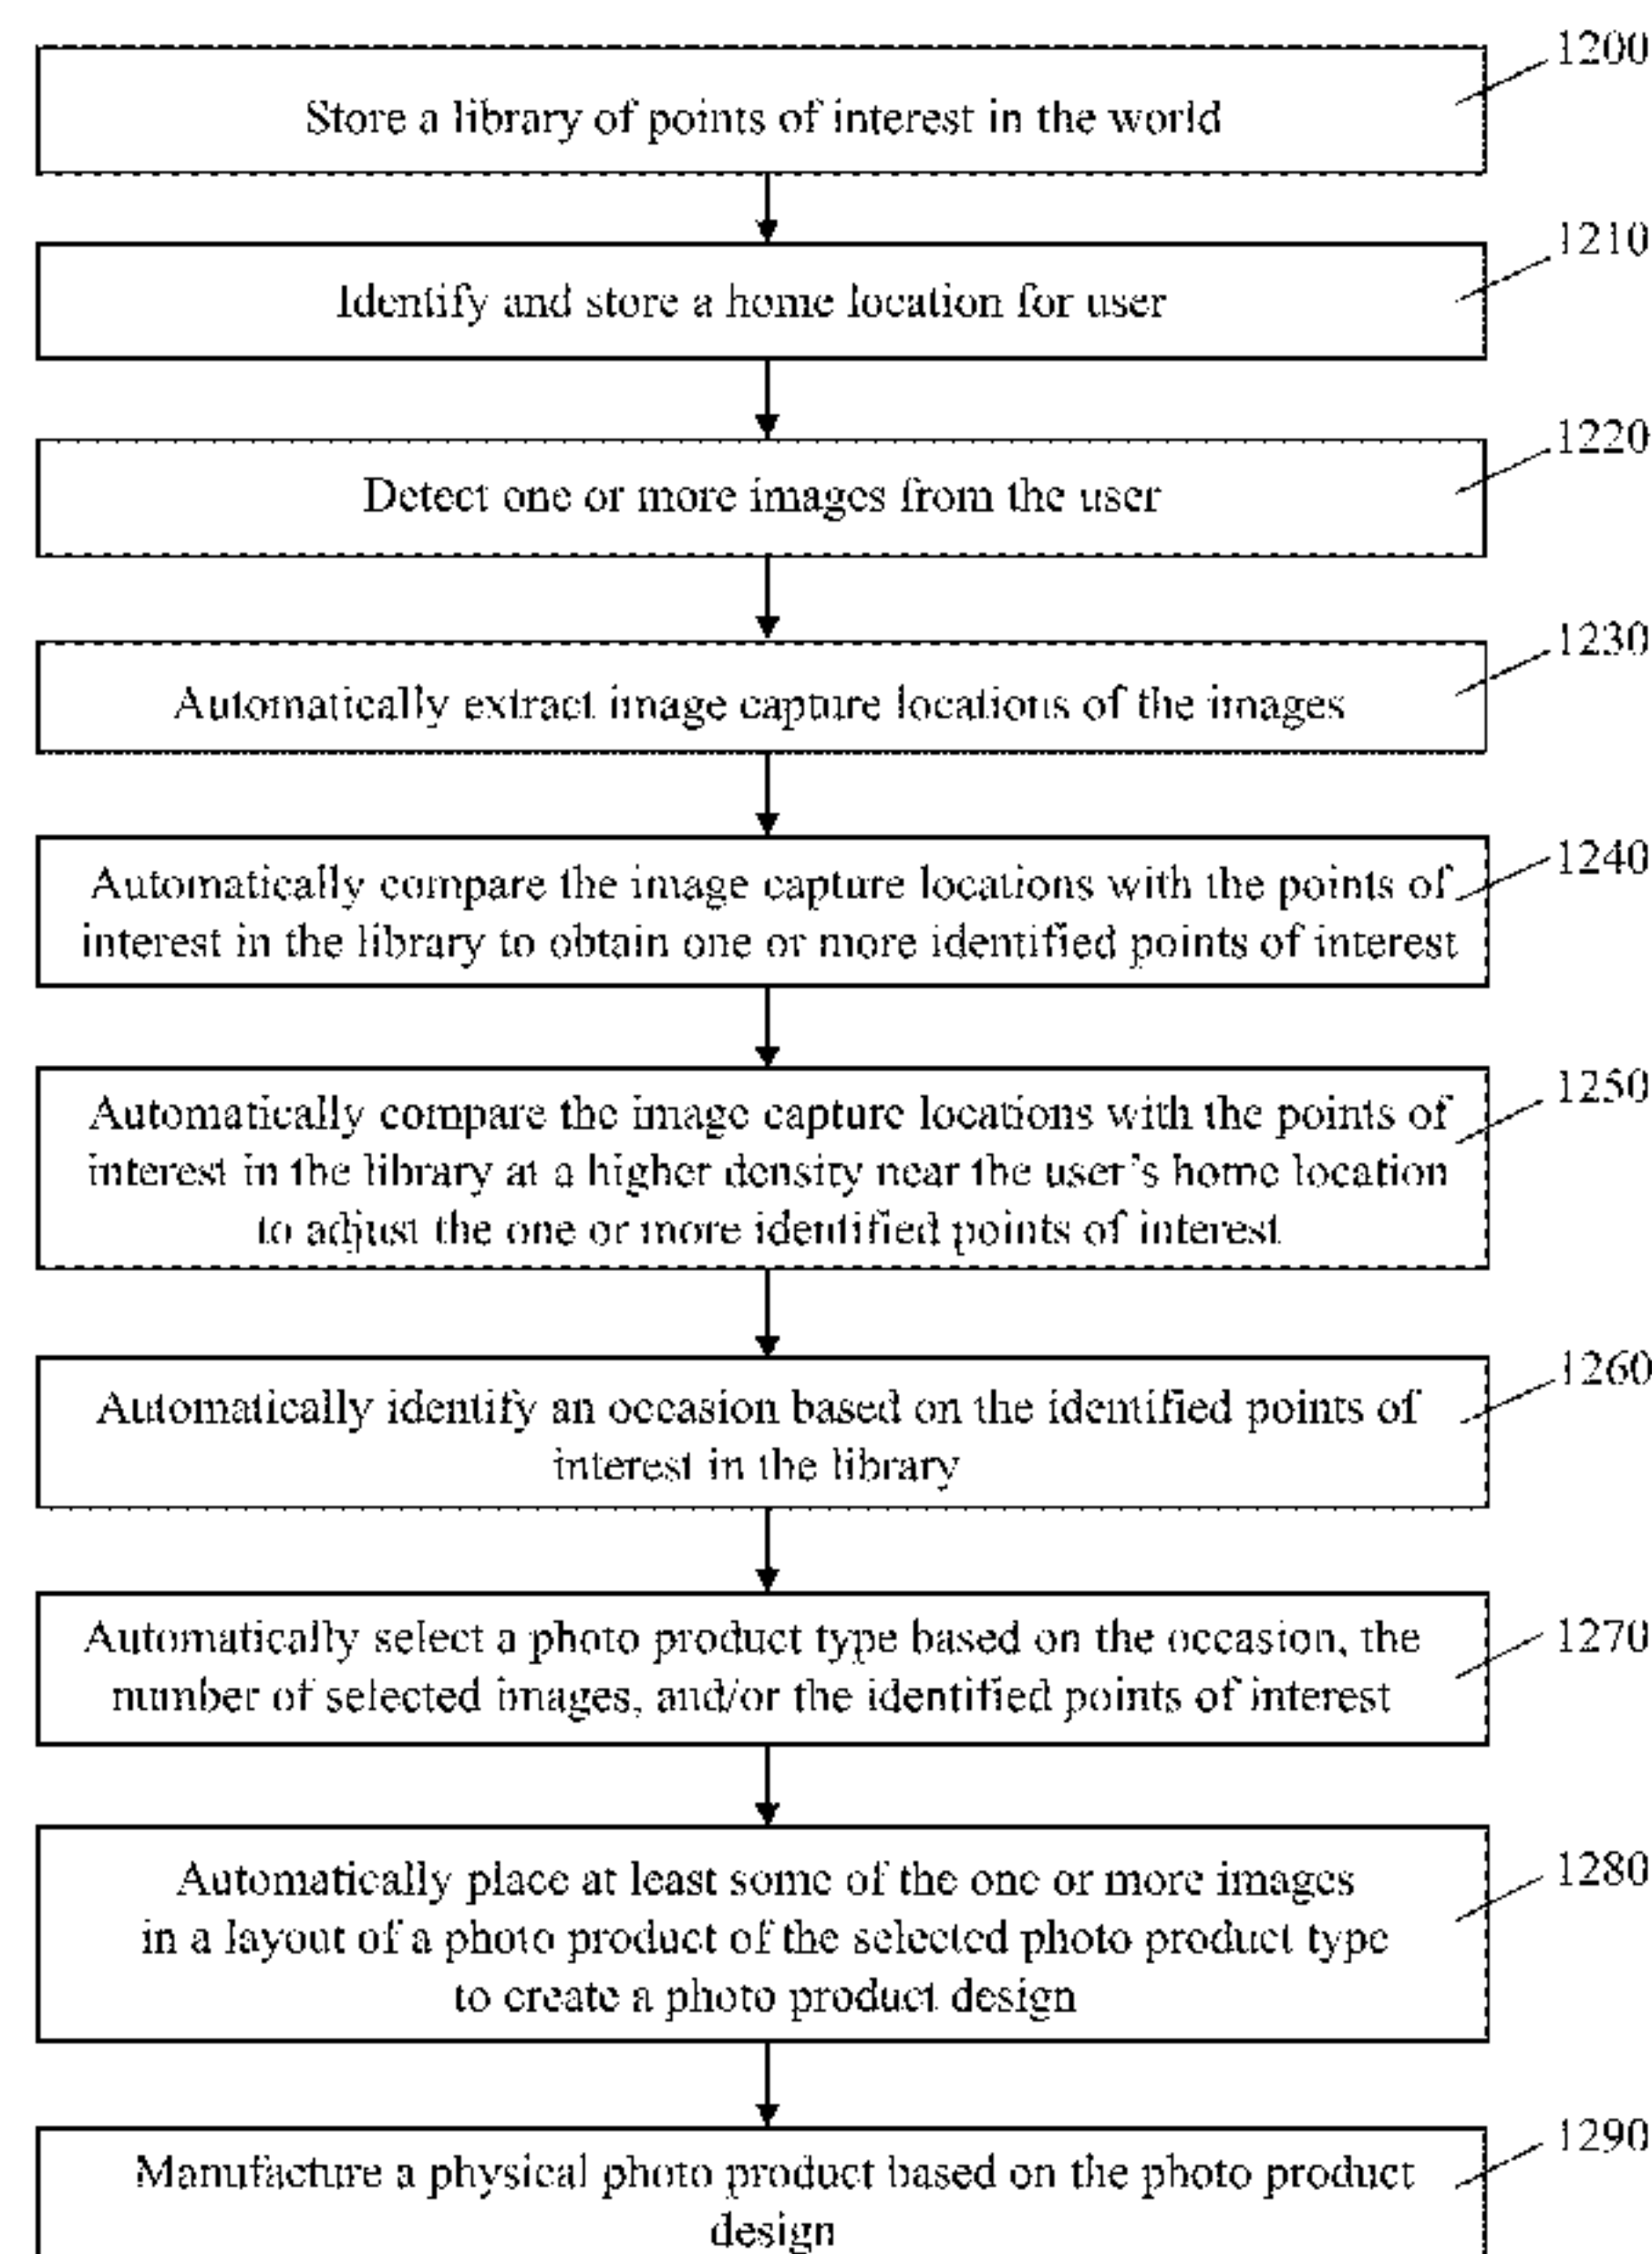 1200
Store a library of points of interest in the world
1210
Identify and store a home location for user
1220
Detect one or more images from the user
1230
Automatically extract image capture locations of the images
1240
Automatically compare the image capture locations with the points of
interest in the library to obtain one or more identified points of interest
1250
Automatically compare the image capture locations with the points of
interest in the library at a higher density near the user's home location
to adjust the one or more identified points of interest
1260
Automatically identify an occasion based on the identified points of
interest in the library
1270
Automatically select a photo product type based on the occasion, the
number of selected images, and/or the identified points of interest
1280
Automatically place at least some of the one or more images
in a layout of a photo product of the selected photo product type
to create a photo product design
1290
Manufacture a physical photo product based on the photo product
design